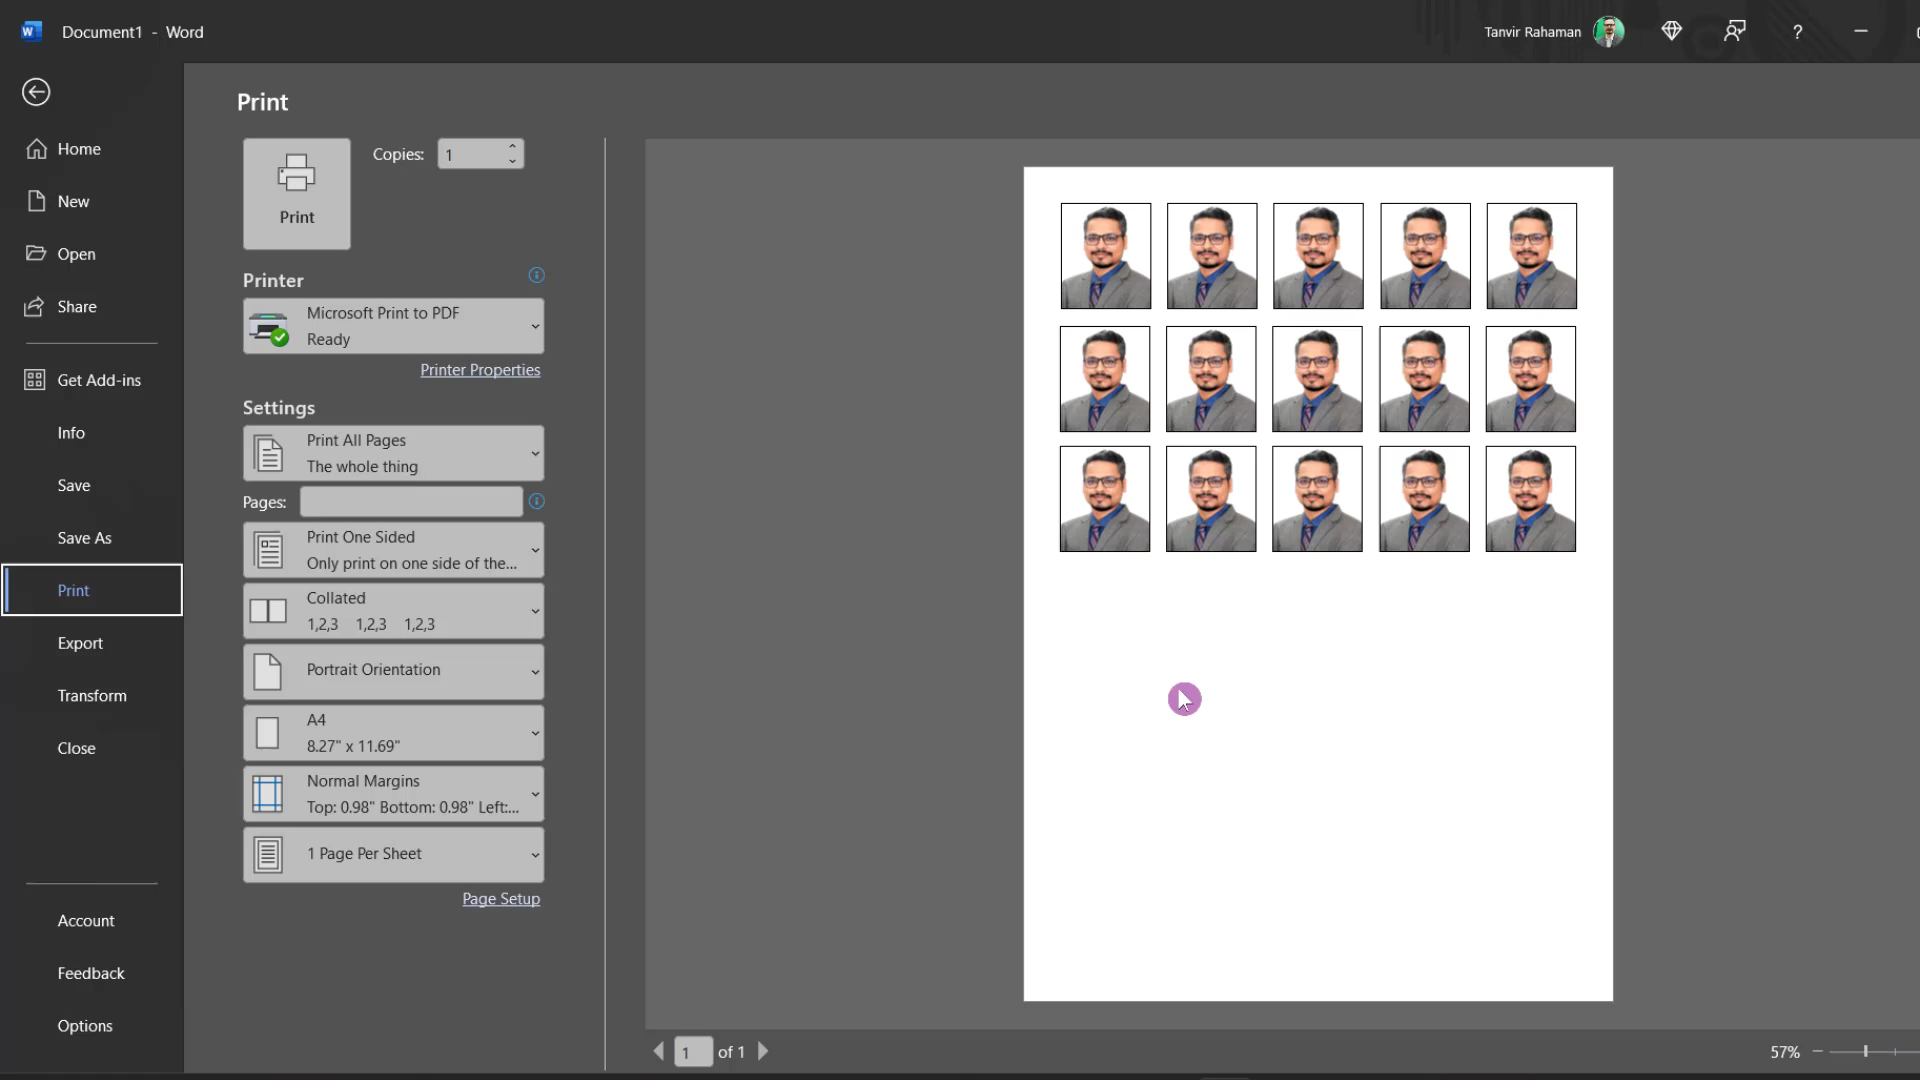 Document1 - Word
Tanvir Rahaman
?
Home
New
Open
Share
Get Add-ins
Info
Save
Save As
Print
Export
Transform
Close
Account
Feedback
Options
Print
Print
Copies: 1
Printer
Microsoft Print to PDF
Ready
Printer Properties
Settings
Print All Pages
The whole thing
Pages:
Print One Sided
Only print on one side of the...
Collated
1,2,3 1,2,3 1,2,3
Portrait Orientation
A4
8.27" x 11.69"
Normal Margins
Top: 0.98" Bottom: 0.98" Left:...
1 Page Per Sheet
Page Setup
1 of 1
57%